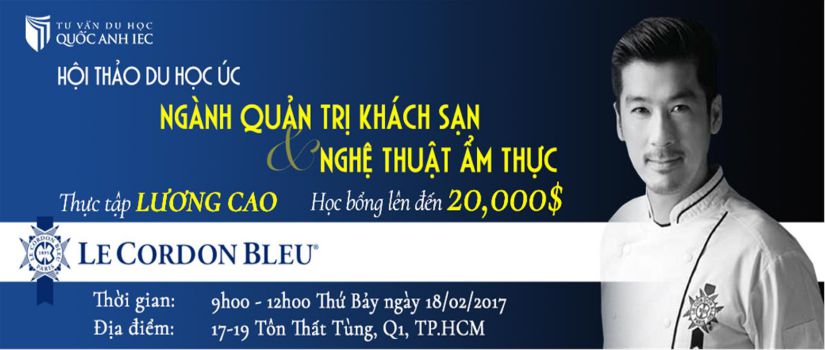 TƯ VẤN DU HỌC
QUỐC ANH IEC
HỘI THẢO DU HỌC ÚC
NGÀNH QUẢN TRỊ KHÁCH SẠN
& NGHỆ THUẬT ẨM THỰC
Thực tập LƯƠNG CAO Học bổng lên đến 20,000$
LE CORDON BLEU®
Thời gian: 9h00 - 12h00 Thứ Bảy ngày 18/02/2017
Địa điểm: 17-19 Tôn Thất Tùng, Q1, TP.HCM